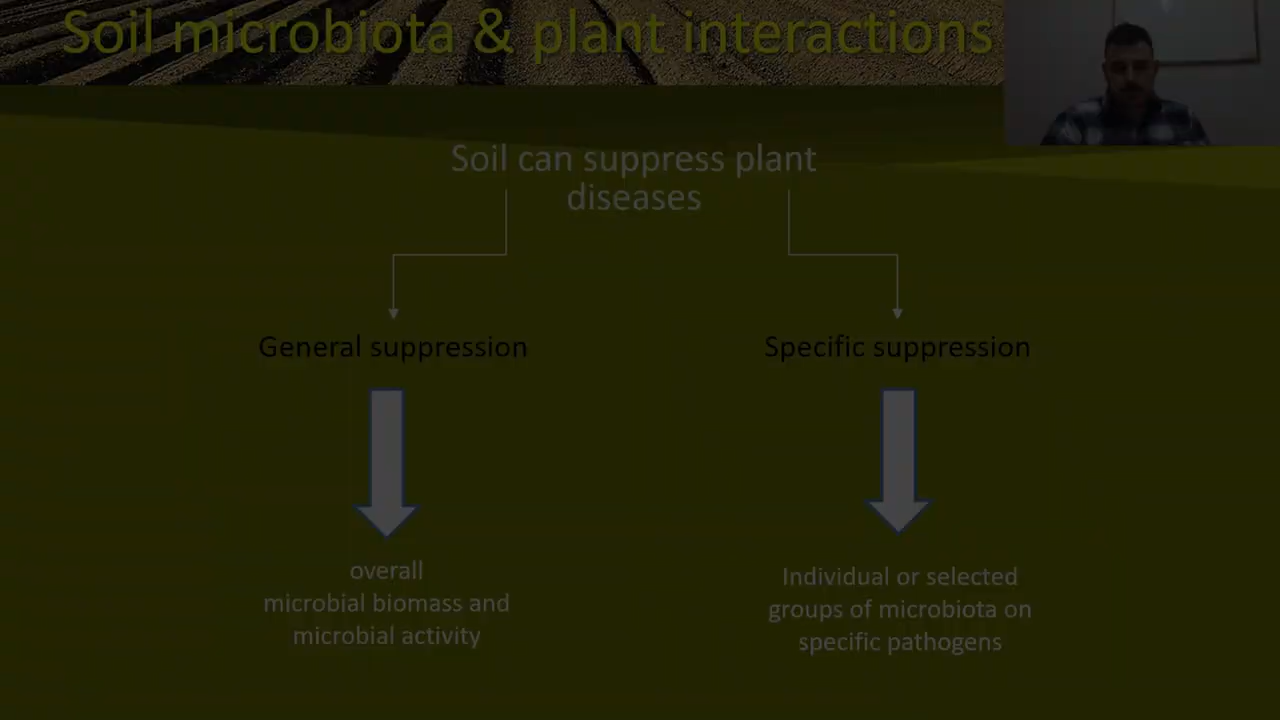 Soil microbiota & plant interactions
Soil can suppress plant
diseases
General suppression
Specific suppression
overall
microbial biomass and
microbial activity
Individual or selected
groups of microbiota on
specific pathogens